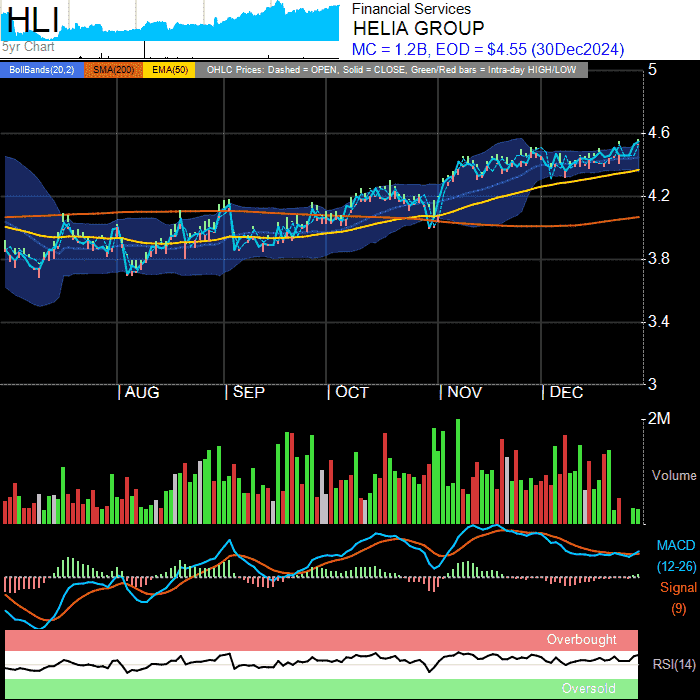 HLI
5yr Chart
Financial Services
HELIA GROUP
MC = 1.2B, EOD = $4.55 (30Dec2024)
BollBands(20,2) SMA(200) EMA(50) OHLC Prices: Dashed = OPEN, Solid = CLOSE, Green/Red bars = Intra-day HIGH/LOW
5
4.6
4.2
3.8
3.4
3
| AUG | SEP | OCT | NOV | DEC
2M
Volume
MACD
(12-26)
Signal
(9)
Overbought
RSI(14)
Oversold